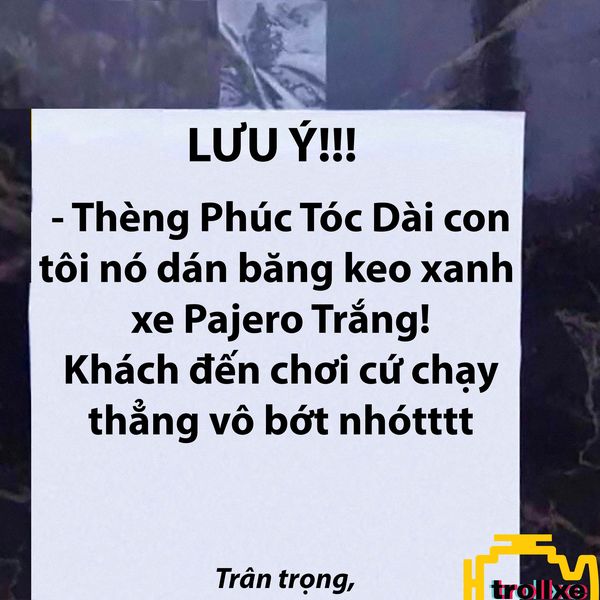 LƯU Ý!!!
- Thèng Phúc Tóc Dài con
tôi nó dán băng keo xanh
xe Pajero Trắng!
Khách đến chơi cứ chạy
thẳng vô bớt nhótttt
Trân trọng,
trollxe